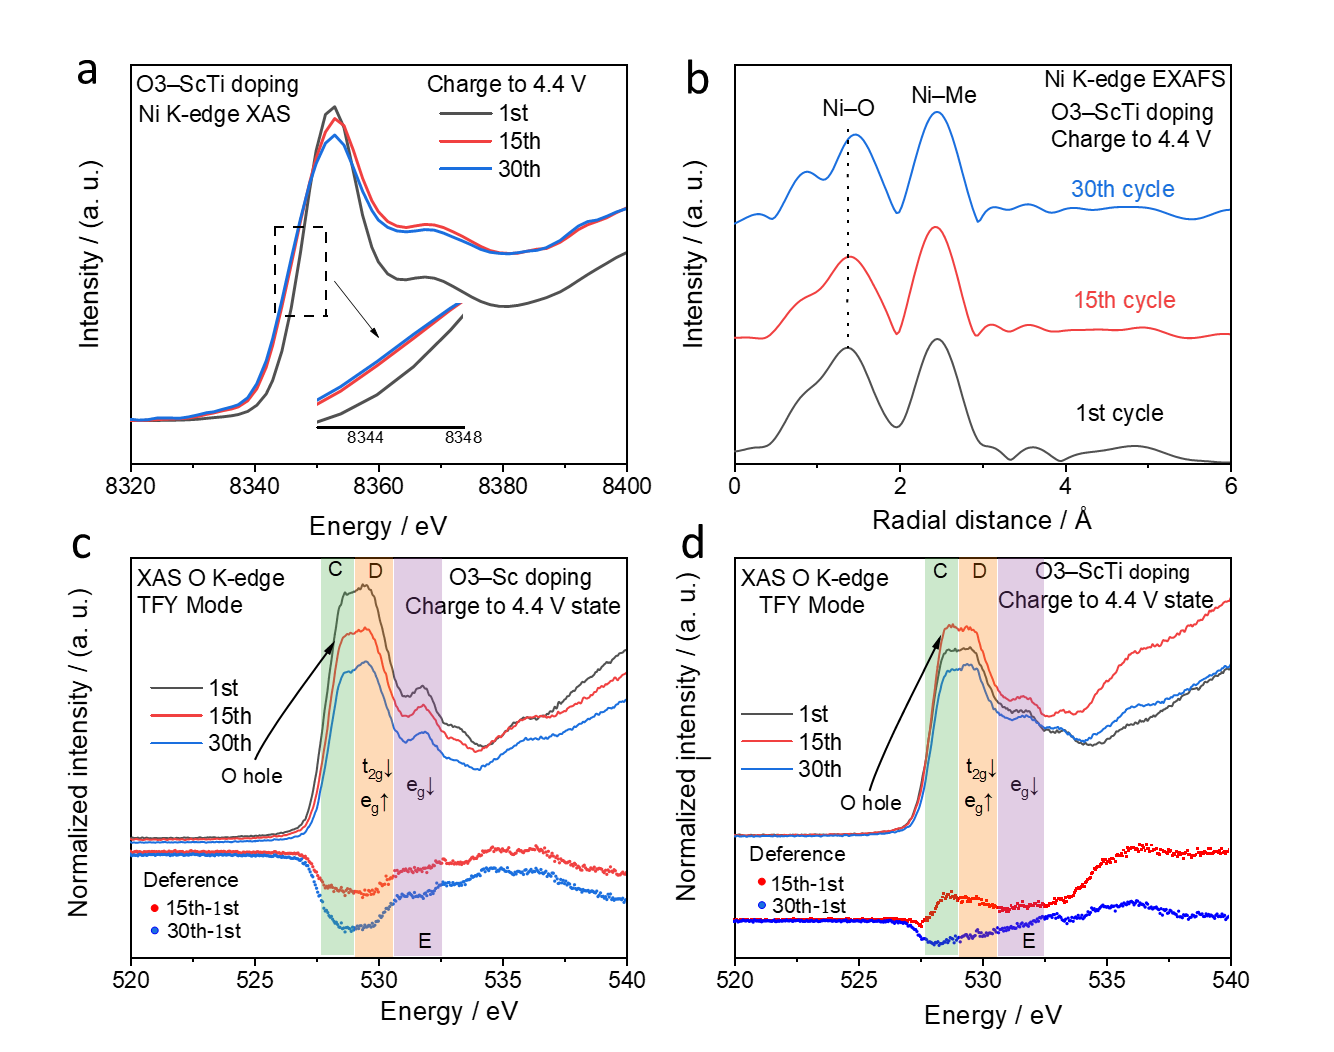 a
O3–ScTi doping
Ni K-edge XAS
Charge to 4.4 V
1st
15th
30th
Intensity / (a. u.)
8344 8348
8320 8340 8360 8380 8400
Energy / eV
b
Ni K-edge EXAFS
O3–ScTi doping
Charge to 4.4 V
Ni–O
Ni–Me
30th cycle
15th cycle
1st cycle
Intensity / (a. u.)
0 2 4 6
Radial distance / Å
c
XAS O K-edge
TFY Mode
C D
O3–Sc doping
Charge to 4.4 V state
1st
15th
30th
O hole
t2g↓
eg↑
eg↓
Deference
15th-1st
30th-1st
E
Normalized intensity / (a. u.)
520 525 530 535 540
Energy / eV
d
XAS O K-edge
TFY Mode
C D
O3–ScTi doping
Charge to 4.4 V state
1st
15th
30th
O hole
t2g↓
eg↑
eg↓
Deference
15th-1st
30th-1st
E
Normalized intensity / (a. u.)
520 525 530 535 540
Energy / eV